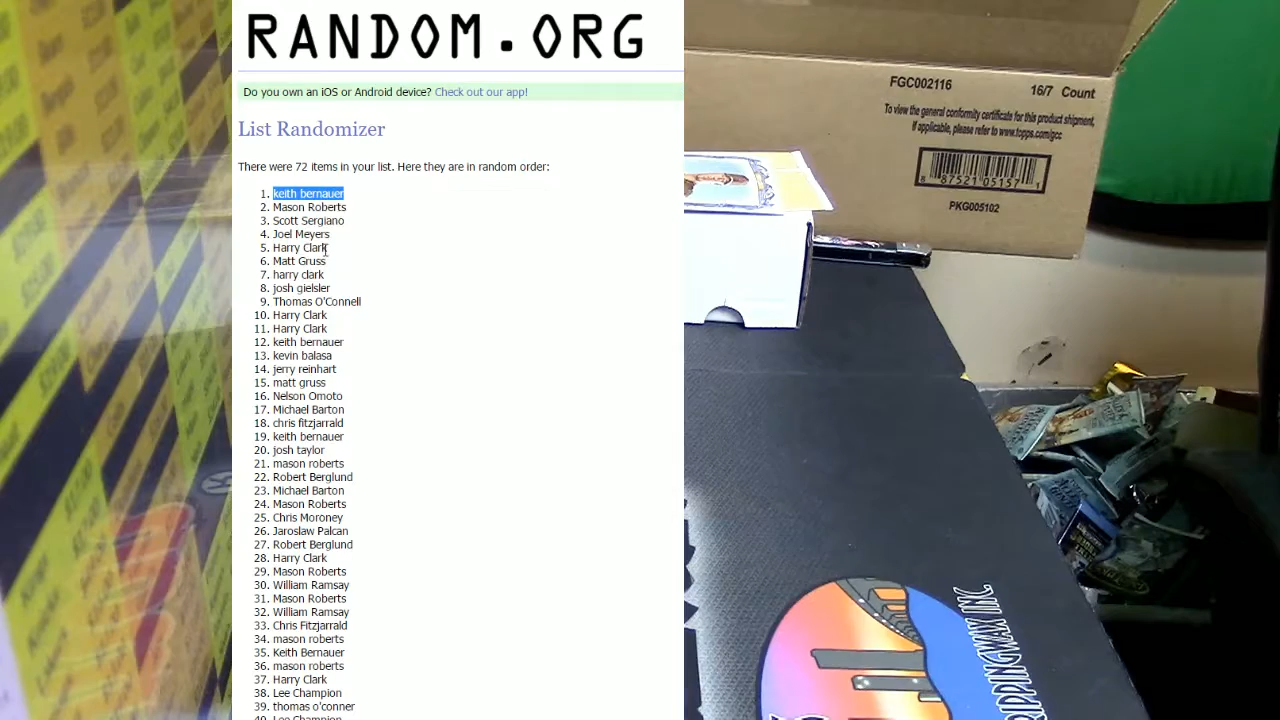 RANDOM.ORG
Do you own an iOS or Android device? Check out our app!
List Randomizer
There were 72 items in your list. Here they are in random order:
1. keith bernauer
2. Mason Roberts
3. Scott Sergiano
4. Joel Meyers
5. Harry Clark
6. Matt Gruss
7. harry clark
8. josh gielsler
9. Thomas O'Connell
10. Harry Clark
11. Harry Clark
12. keith bernauer
13. kevin balasa
14. jerry reinhart
15. matt gruss
16. Nelson Omoto
17. Michael Barton
18. chris fitzjarrald
19. keith bernauer
20. josh taylor
21. mason roberts
22. Robert Berglund
23. Michael Barton
24. Mason Roberts
25. Chris Moroney
26. Jaroslaw Palcan
27. Robert Berglund
28. Harry Clark
29. Mason Roberts
30. William Ramsay
31. Mason Roberts
32. William Ramsay
33. Chris Fitzjarrald
34. mason roberts
35. Keith Bernauer
36. mason roberts
37. Harry Clark
38. Lee Champion
39. thomas o'conner
40. Lee Champion
FGC002116
16/7 Count
To view the general conformity certificate for this product shipment,
if applicable, please refer to www.topps.com/gcc
8 87521 05157 1
PKG005102
RIPPINGWAX INC